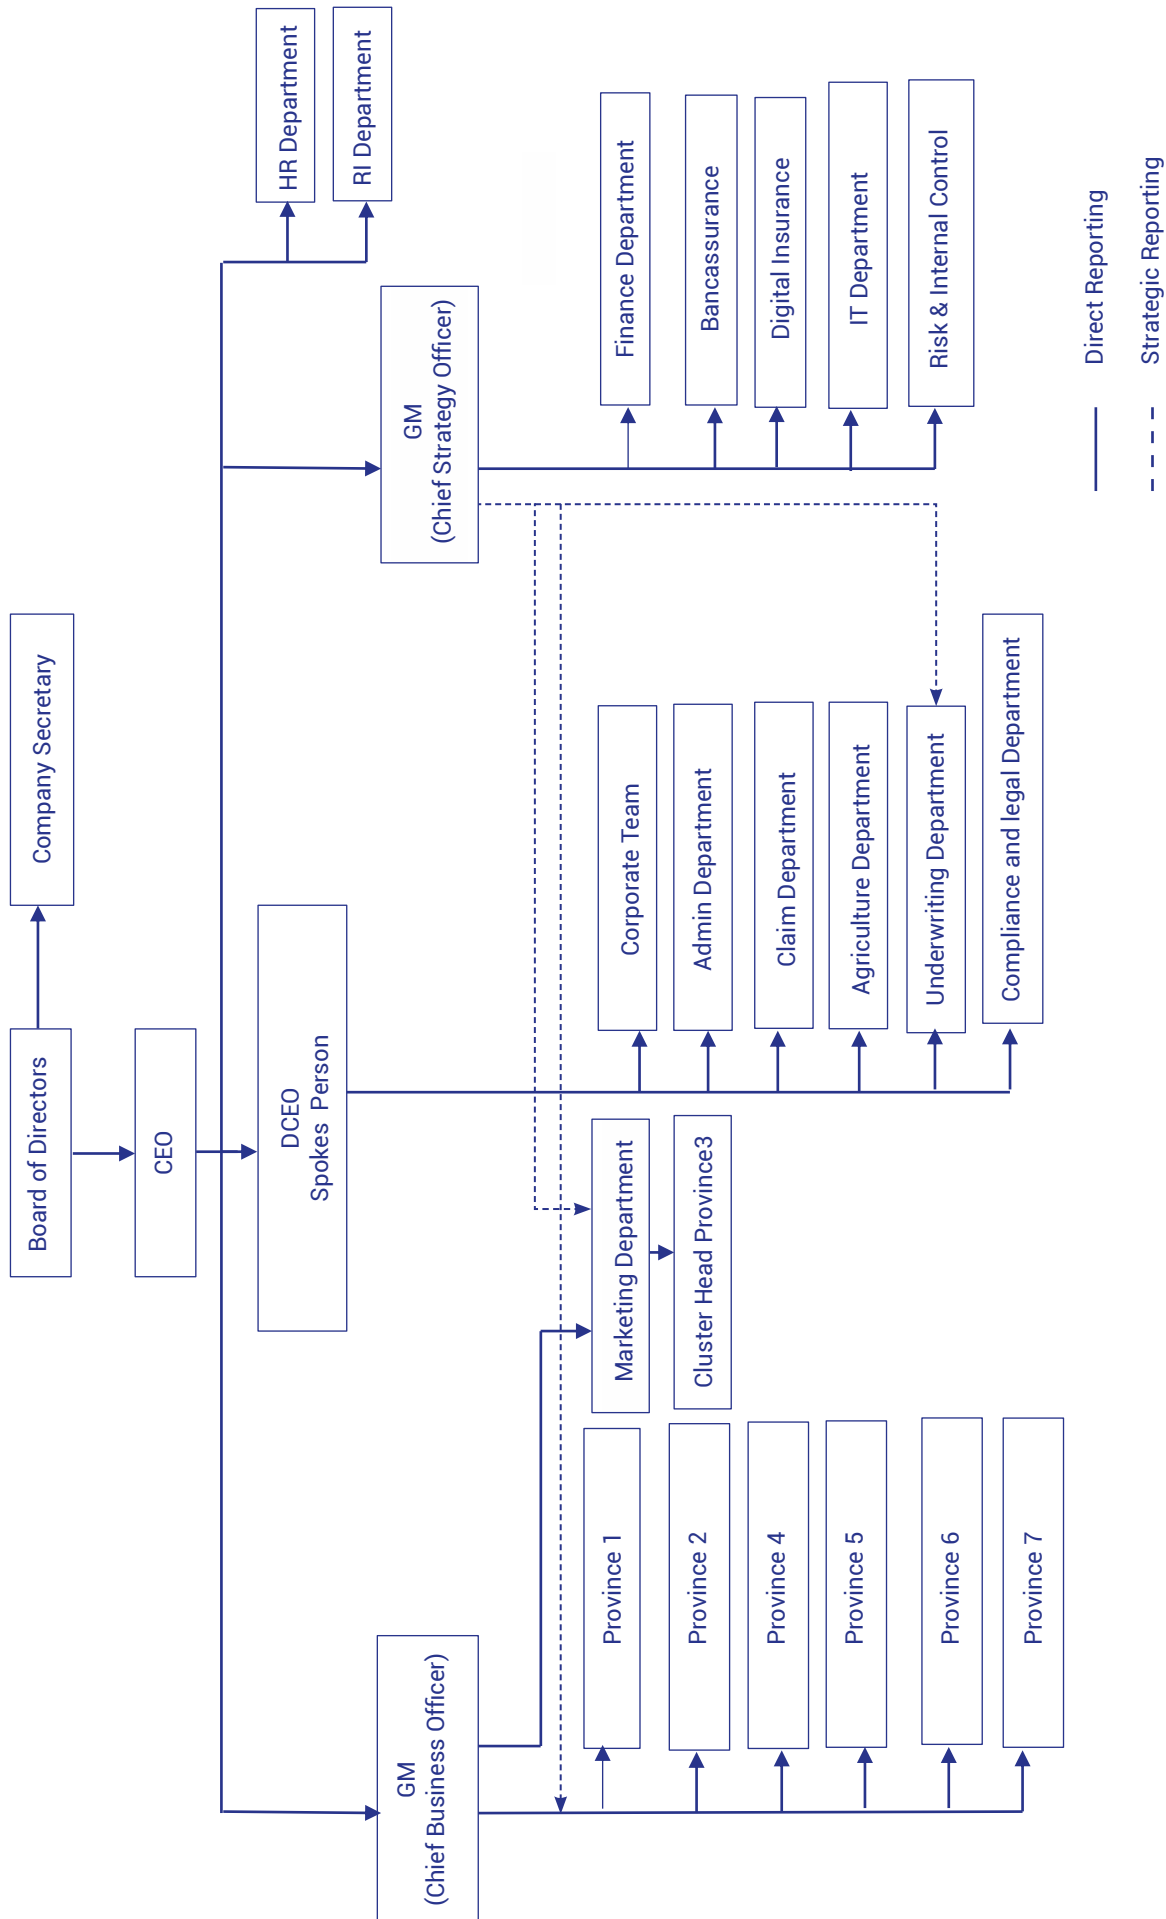 Board of Directors
Company Secretary
CEO
DCEO
Spokes Person
HR Department
RI Department
GM
(Chief Business Officer)
GM
(Chief Strategy Officer)
Province 1
Province 2
Province 4
Province 5
Province 6
Province 7
Marketing Department
Cluster Head Province3
Corporate Team
Admin Department
Claim Department
Agriculture Department
Underwriting Department
Compliance and legal Department
Finance Department
Bancassurance
Digital Insurance
IT Department
Risk & Internal Control
Direct Reporting
Strategic Reporting